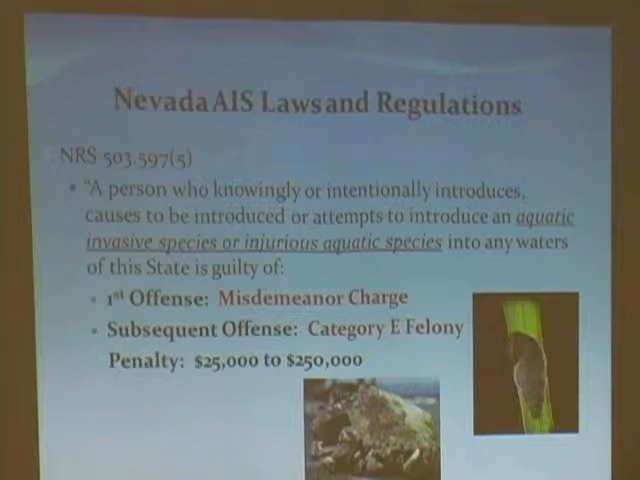 Nevada AIS Laws and Regulations
NRS 503.597(5)
• "A person who knowingly or intentionally introduces,
causes to be introduced or attempts to introduce an aquatic
invasive species or injurious aquatic species into any waters
of this State is guilty of:
• 1st Offense: Misdemeanor Charge
• Subsequent Offense: Category E Felony
Penalty: $25,000 to $250,000